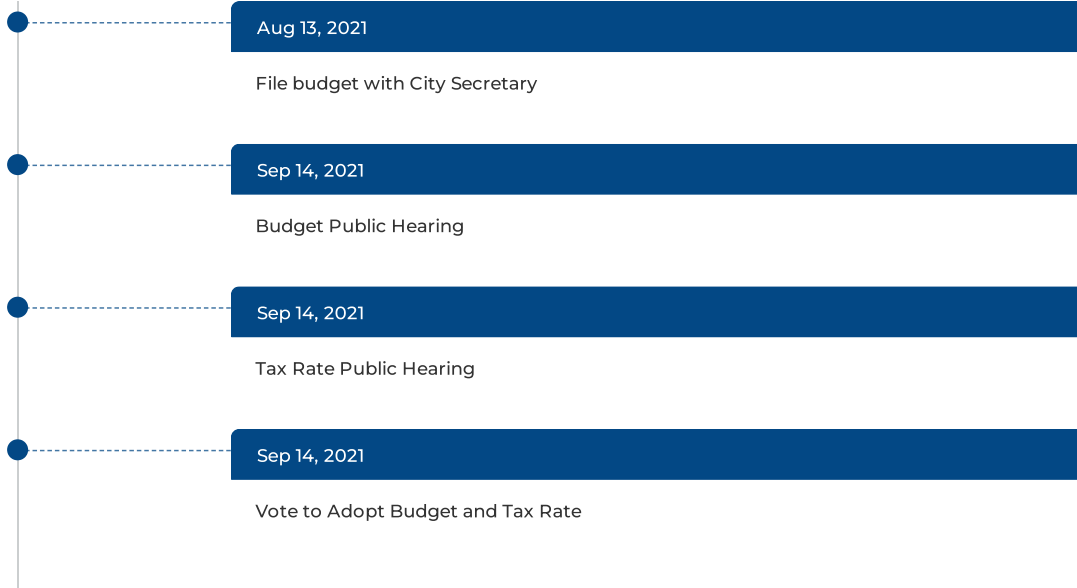 Aug 13, 2021
File budget with City Secretary
Sep 14, 2021
Budget Public Hearing
Sep 14, 2021
Tax Rate Public Hearing
Sep 14, 2021
Vote to Adopt Budget and Tax Rate